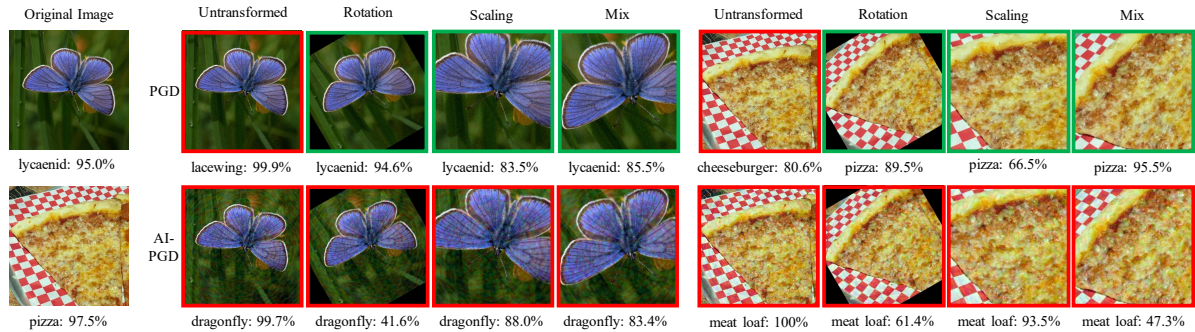 Original Image Untransformed Rotation Scaling Mix Untransformed Rotation Scaling Mix
PGD
lycaenid: 95.0% lacewing: 99.9% lycaenid: 94.6% lycaenid: 83.5% lycaenid: 85.5% cheeseburger: 80.6% pizza: 89.5% pizza: 66.5% pizza: 95.5%
AI-
PGD
pizza: 97.5% dragonfly: 99.7% dragonfly: 41.6% dragonfly: 88.0% dragonfly: 83.4% meat loaf: 100% meat loaf: 61.4% meat loaf: 93.5% meat loaf: 47.3%